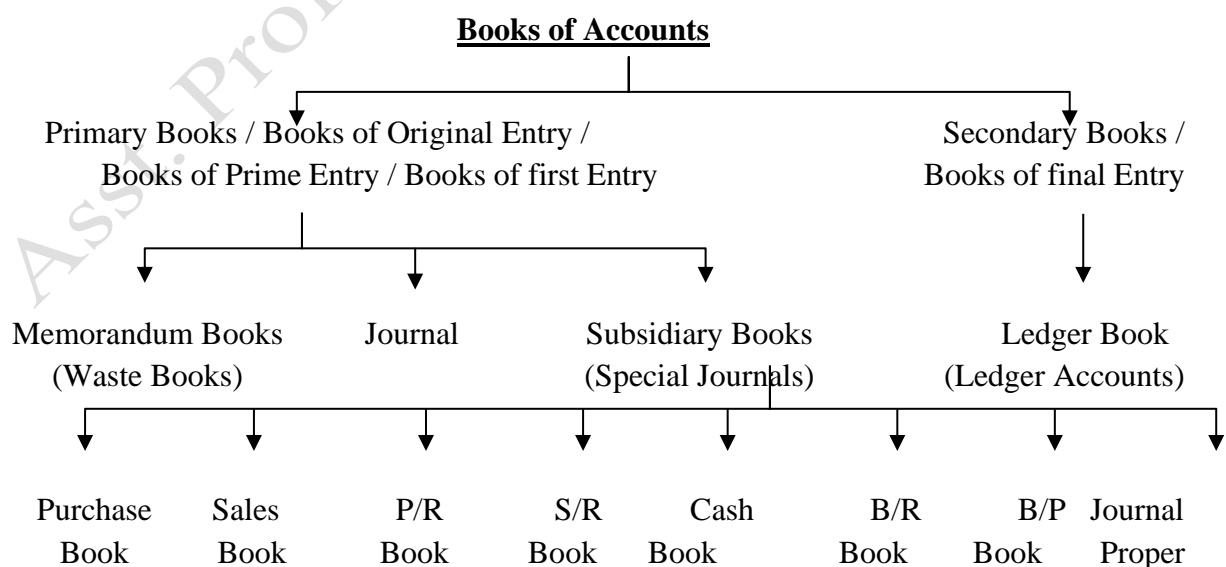 Books of Accounts
Primary Books / Books of Original Entry /
Books of Prime Entry / Books of first Entry
Secondary Books /
Books of final Entry
Asst. Pro
Memorandum Books
(Waste Books)
Journal
Subsidiary Books
(Special Journals)
Ledger Book
(Ledger Accounts)
Purchase
Book
Sales
Book
P/R
Book
S/R
Book
Cash
Book
B/R
Book
B/P
Book
Journal
Proper